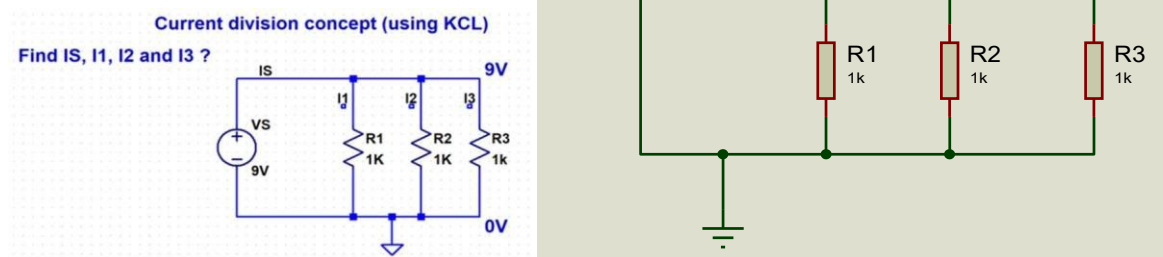 Current division concept (using KCL)
Find IS, I1, I2 and I3 ?
IS
9V
I1
I2
I3
VS
R1
R2
R3
1K
1K
1k
9V
0V
R1
1k
R2
1k
R3
1k